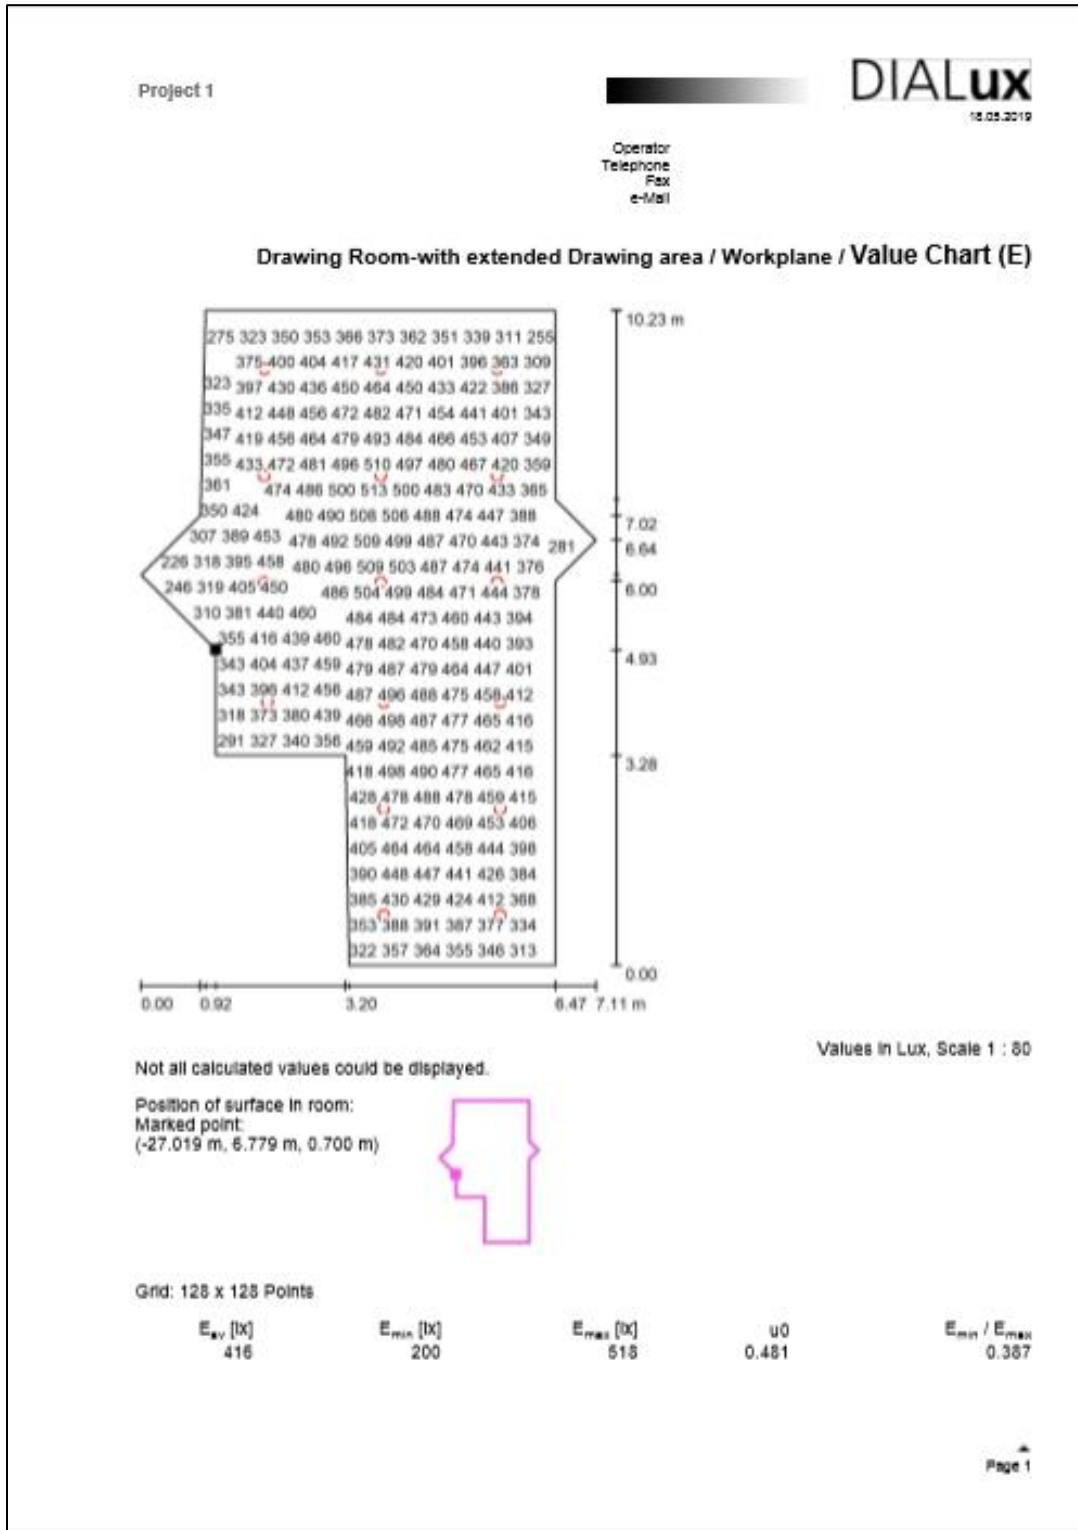 Project 1
DIALux
18.05.2019
Operator
Telephone
Fax
e-Mail
Drawing Room-with extended Drawing area / Workplane / Value Chart (E)
10.23 m
275 323 350 353 366 373 362 351 339 311 255
375 400 404 417 431 420 401 396 363 309
323 397 430 436 450 464 450 433 422 386 327
335 412 448 456 472 482 471 454 441 401 343
347 419 456 464 479 493 484 466 453 407 349
355 433 472 481 496 510 497 480 467 420 359
361 474 486 500 513 500 483 470 433 365
350 424 480 490 508 506 488 474 447 388
7.02
307 389 453 478 492 509 499 487 470 443 374 281
6.64
226 318 395 458 480 496 509 503 487 474 441 376
246 319 405 450 486 504 499 484 471 444 378
6.00
310 381 440 460 484 484 473 460 443 394
355 416 439 460 478 482 470 458 440 393
4.93
343 404 437 459 479 487 479 464 447 401
343 396 412 456 487 496 488 475 458 412
318 373 380 439 466 498 487 477 465 416
291 327 340 356 459 492 485 475 462 415
3.28
418 498 490 477 465 416
428 478 488 478 459 415
418 472 470 469 453 406
405 464 464 458 444 398
390 448 447 441 426 384
385 430 429 424 412 368
353 388 391 387 377 334
322 357 364 355 346 313
0.00
0.00 0.92 3.20 6.47 7.11 m
Values in Lux, Scale 1 : 80
Not all calculated values could be displayed.
Position of surface in room:
Marked point:
(-27.019 m, 6.779 m, 0.700 m)
Grid: 128 x 128 Points
Eav [lx] Emin [lx] Emax [lx] u0 Emin / Emax
416 200 518 0.481 0.387
Page 1